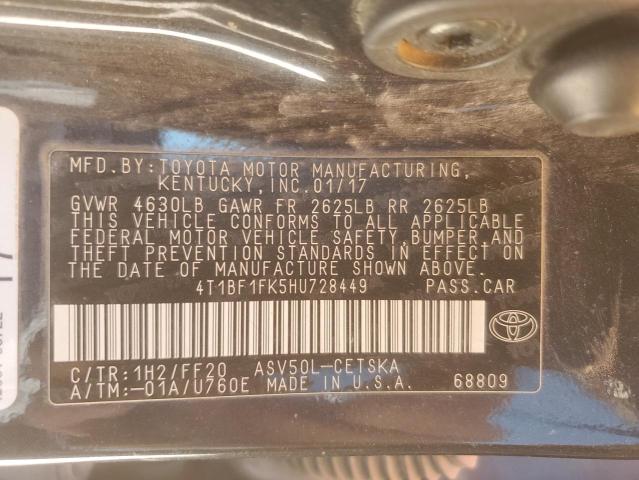 MFD.BY:TOYOTA MOTOR MANUFACTURING,
KENTUCKY,INC.01/17
GVWR 4630LB GAWR FR 2625LB RR 2625LB
THIS VEHICLE CONFORMS TO ALL APPLICABLE
FEDERAL MOTOR VEHICLE SAFETY,BUMPER,AND
THEFT PREVENTION STANDARDS IN EFFECT ON
THE DATE OF MANUFACTURE SHOWN ABOVE.
4T1BF1FK5HU728449 PASS.CAR
C/TR:1H2/FF20 ASV50L-CETSKA
A/TM:-01A/U760E MADE IN U.S.A. 68809